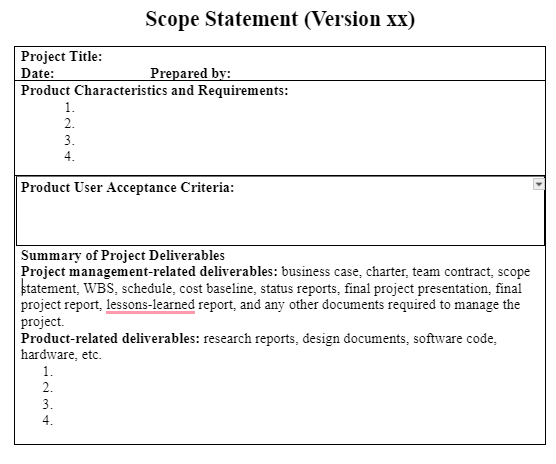 Scope Statement (Version xx)
Project Title:
Date: Prepared by:
Product Characteristics and Requirements:
1.
2.
3.
4.
Product User Acceptance Criteria:
Summary of Project Deliverables
Project management-related deliverables: business case, charter, team contract, scope
statement, WBS, schedule, cost baseline, status reports, final project presentation, final
project report, lessons-learned report, and any other documents required to manage the
project.
Product-related deliverables: research reports, design documents, software code,
hardware, etc.
1.
2.
3.
4.